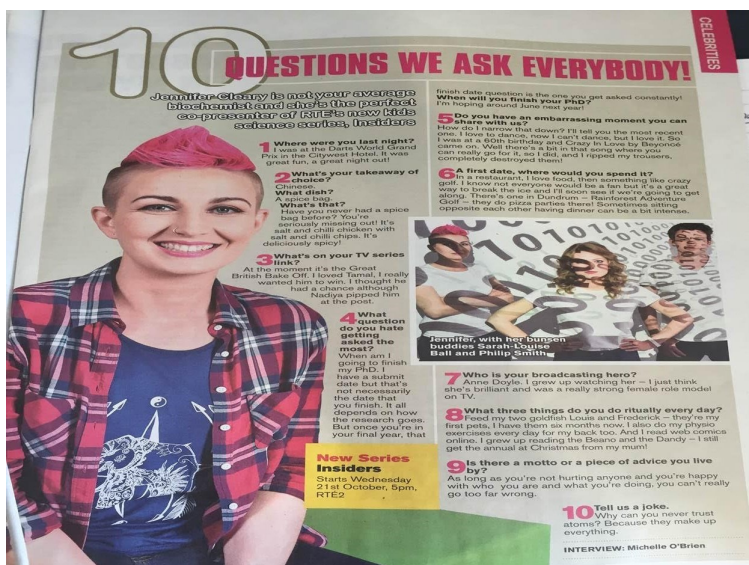 CELEBRITIES
10
QUESTIONS WE ASK EVERYBODY!
Jennifer Cleary is not your average
biochemist and she's the perfect
co-presenter of RTE's new kids
science series, Insiders
1 Where were you last night?
I was at the Darts World Grand
Prix in the Citywest Hotel. It was
great fun, a great night out!
2 What's your takeaway of
choice?
Chinese.
What dish?
A spice bag.
What's that?
Have you never had a spice
bag before? You're
seriously missing out! It's
salt and chilli chicken with
salt and chilli chips. It's
deliciously spicy!
3 What's on your TV series
link?
At the moment it's the Great
British Bake Off. I loved Tamal, I really
wanted him to win. I thought he
had a chance although
Nadiya pipped him
at the post.
4 What
question
do you hate
getting
asked the
most?
When am I
going to finish
my PhD. I
have a submit
date but that's
not necessarily
the date that
you finish. It all
depends on how
the research goes.
But once you're in
your final year, that
finish date question is the one you get asked constantly!
When will you finish your PhD?
I'm hoping around June next year!
5 Do you have an embarrassing moment you can
share with us?
How do I narrow that down? I'll tell you the most recent
one. I love to dance, now I can't dance, but I love it. So
I was at a 60th birthday and Crazy In Love by Beyoncé
came on. Well there's a bit in that song where you
can really go for it, so I did, and I ripped my trousers,
completely destroyed them.
6 A first date, where would you spend it?
In a restaurant, I love food, then something like crazy
golf. I know not everyone would be a fan but it's a great
way to break the ice and I'll soon see if we're going to get
along. There's one in Dundrum – Rainforest Adventure
Golf – they do pizza parties there! Sometimes sitting
opposite each other having dinner can be a bit intense.
Jennifer, with her bunsen
buddies Sarah-Louise
Ball and Philip Smith
7 Who is your broadcasting hero?
Anne Doyle. I grew up watching her – I just think
she's brilliant and was a really strong female role model
on TV.
8 What three things do you do ritually every day?
Feed my two goldfish Louis and Frederick – they're my
first pets, I have them six months now. I also do my physio
exercises every day for my back too. And I read web comics
online. I grew up reading the Beano and the Dandy – I still
get the annual at Christmas from my mum!
9 Is there a motto or a piece of advice you live
by?
As long as you're not hurting anyone and you're happy
with who you are and what you're doing, you can't really
go too far wrong.
10 Tell us a joke.
Why can you never trust
atoms? Because they make up
everything.
INTERVIEW: Michelle O'Brien
New Series
Insiders
Starts Wednesday
21st October, 5pm,
RTÉ2